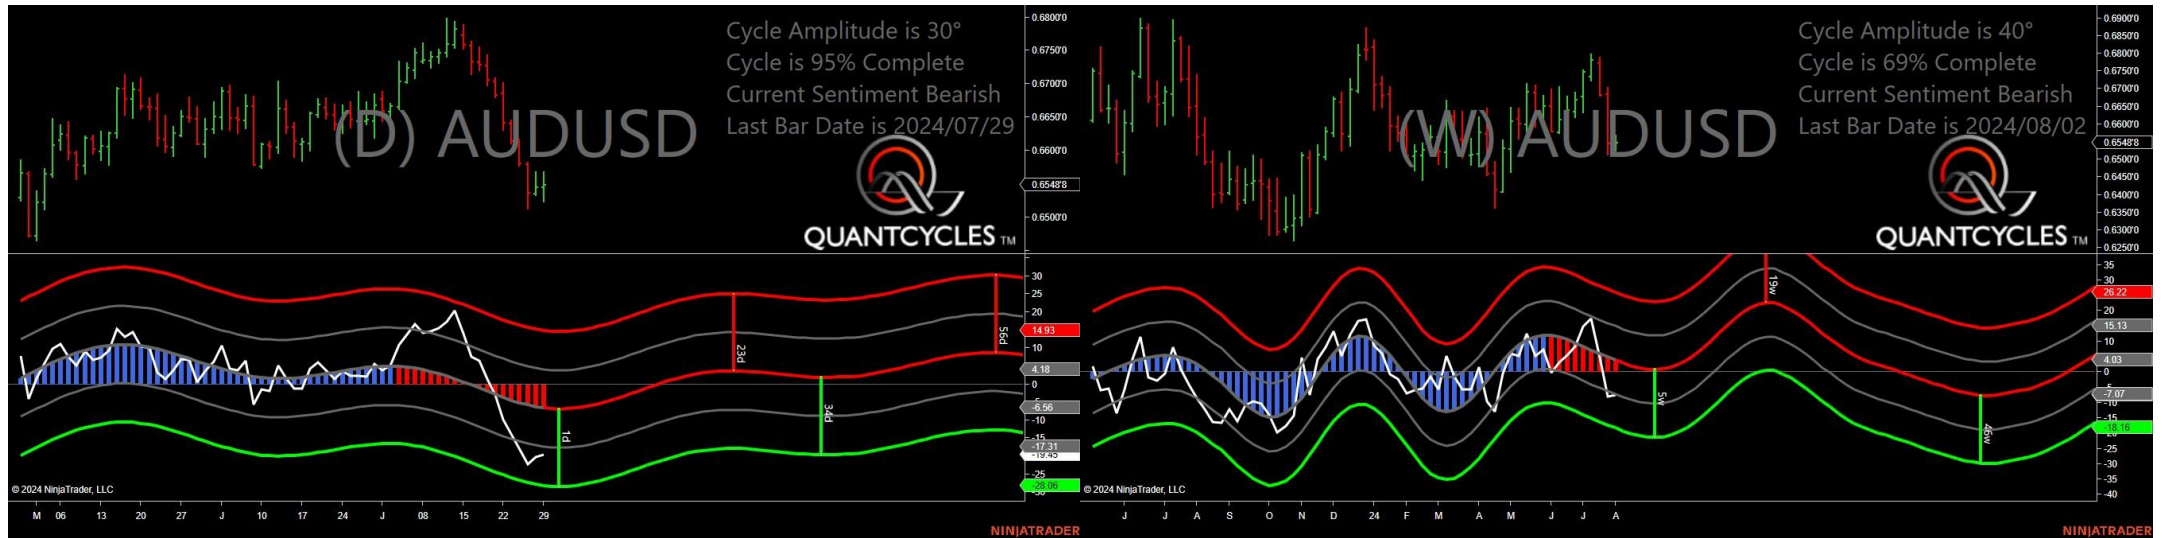 Cycle Amplitude is 30°
Cycle is 95% Complete
Current Sentiment Bearish
Last Bar Date is 2024/07/29
(D) AUDUSD
QUANTCYCLES TM
0.6800'0
0.6750'0
0.6700'0
0.6650'0
0.6600'0
0.6548'8
0.6500'0
30
25
20
14.93
10
4.18
0
-6.56
-10
-15
-17.31
-19.45
-25
-28.06
1d
23d
34d
56d
© 2024 NinjaTrader, LLC
M 06 13 20 27 J 10 17 24 J 08 15 22 29
NINJATRADER
Cycle Amplitude is 40°
Cycle is 69% Complete
Current Sentiment Bearish
Last Bar Date is 2024/08/02
(W) AUDUSD
QUANTCYCLES TM
0.6900'0
0.6850'0
0.6800'0
0.6750'0
0.6700'0
0.6650'0
0.6600'0
0.6548'8
0.6500'0
0.6450'0
0.6400'0
0.6350'0
0.6300'0
0.6250'0
35
30
26.22
20
15.13
10
4.03
0
-5
-7.07
-10
-15
-18.16
-25
-30
-35
-40
5w
19w
46w
© 2024 NinjaTrader, LLC
J J A S O N D 24 F M A M J J A
NINJATRADER